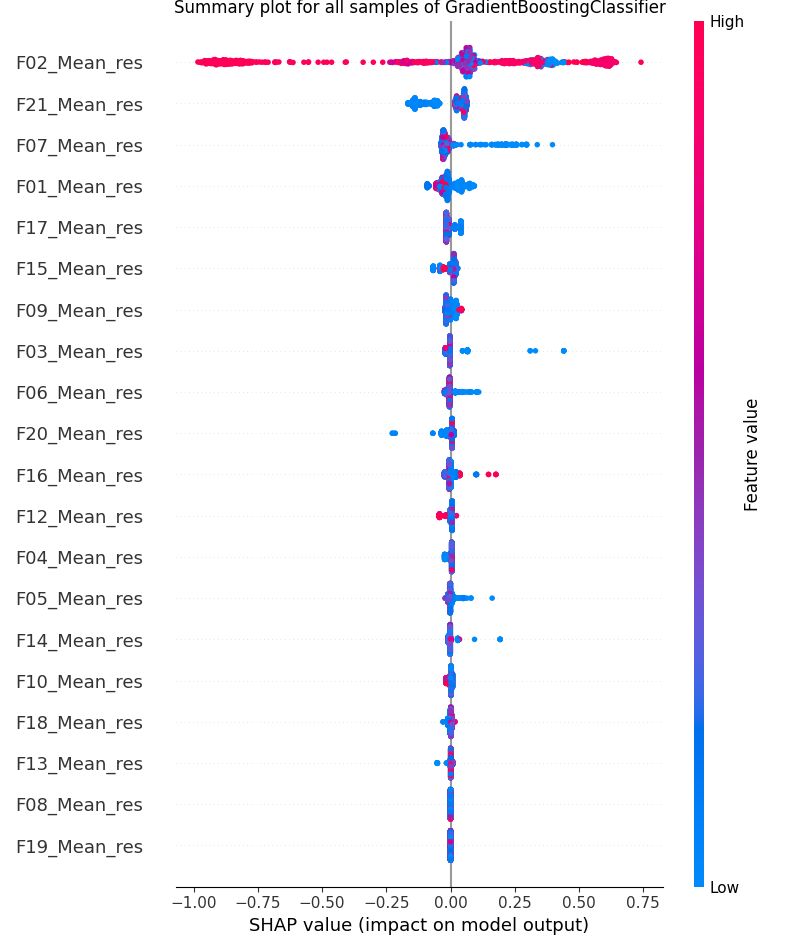 Summary plot for all samples of GradientBoostingClassifier
High
F02_Mean_res
F21_Mean_res
F07_Mean_res
F01_Mean_res
F17_Mean_res
F15_Mean_res
F09_Mean_res
F03_Mean_res
F06_Mean_res
F20_Mean_res
F16_Mean_res
F12_Mean_res
F04_Mean_res
F05_Mean_res
F14_Mean_res
F10_Mean_res
F18_Mean_res
F13_Mean_res
F08_Mean_res
F19_Mean_res
Feature value
Low
−1.00 −0.75 −0.50 −0.25 0.00 0.25 0.50 0.75
SHAP value (impact on model output)